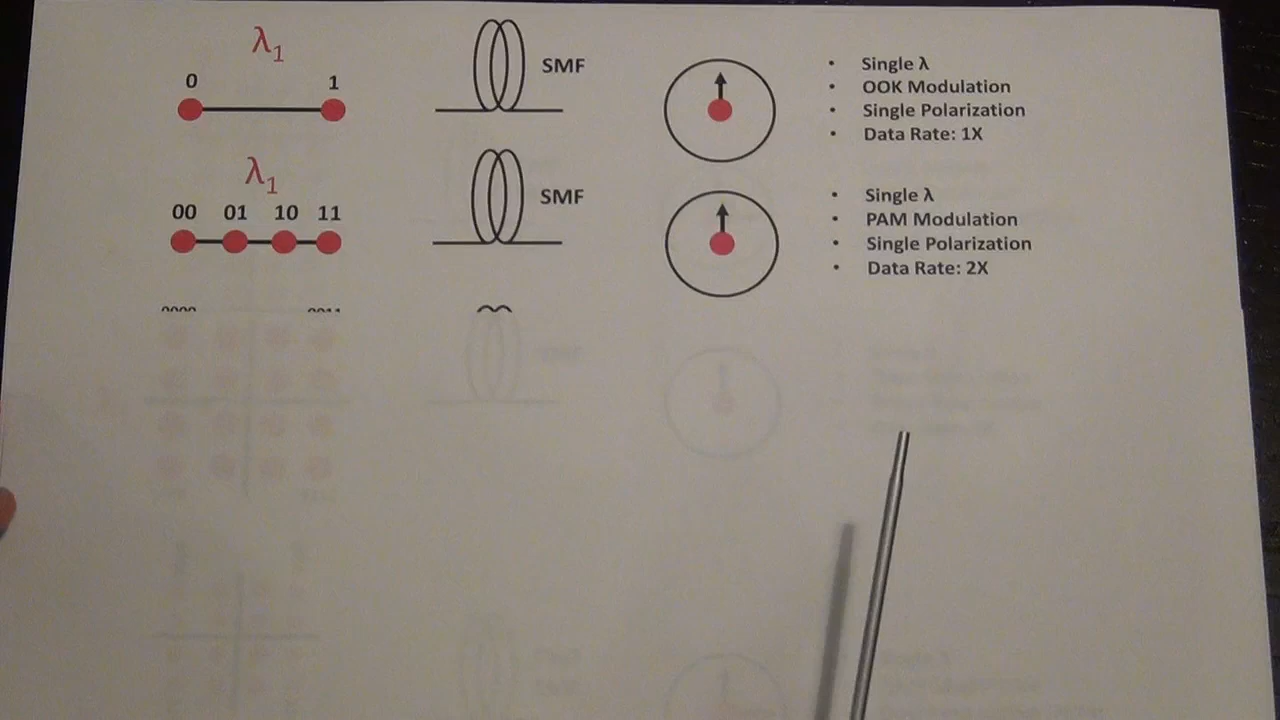 λ1
0 1
SMF
Single λ
OOK Modulation
Single Polarization
Data Rate: 1X
λ1
00 01 10 11
SMF
Single λ
PAM Modulation
Single Polarization
Data Rate: 2X